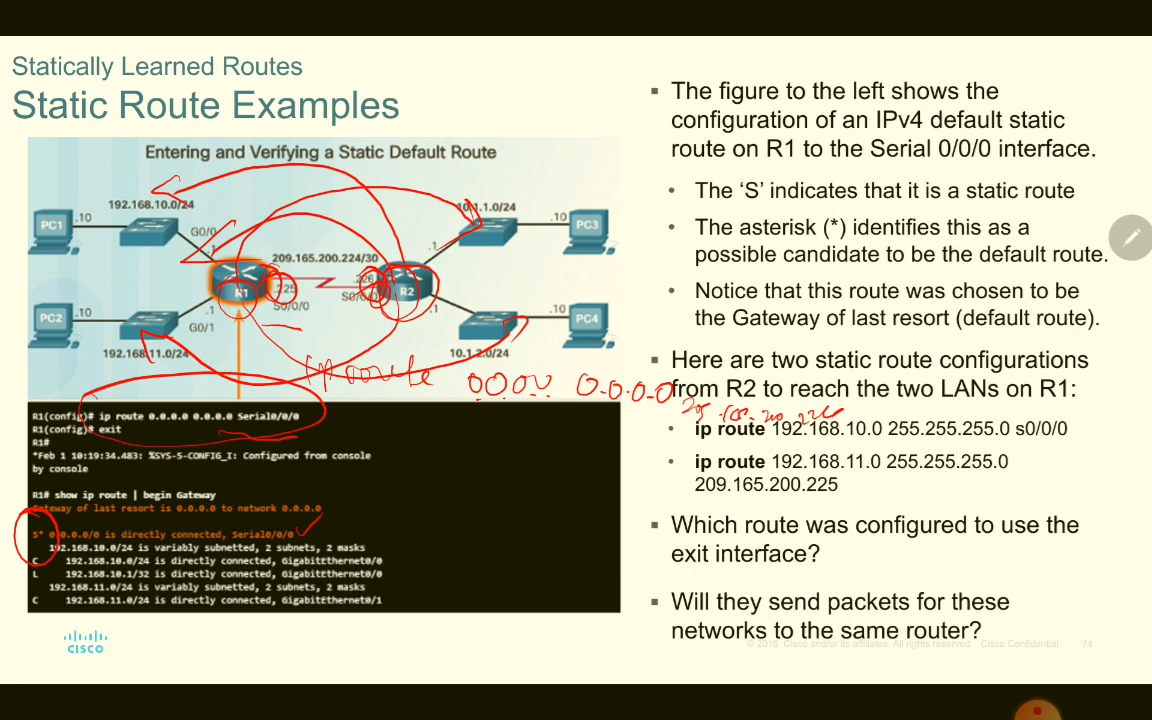 Statically Learned Routes
Static Route Examples
Entering and Verifying a Static Default Route
192.168.10.0/24
10.1.1.0/24
PC1
.10
G0/0
.1
.1
.10
PC3
209.165.200.224/30
R1
.225
.226
R2
S0/0/0
S0/0/0
PC2
.10
.1
G0/1
.1
.10
PC4
192.168.11.0/24
10.1.2.0/24
ip route 0.0.0.0 0.0.0.0
R1(config)# ip route 0.0.0.0 0.0.0.0 Serial0/0/0
R1(config)# exit
R1#
*Feb 1 10:19:34.483: %SYS-5-CONFIG_I: Configured from console
by console
R1# show ip route | begin Gateway
Gateway of last resort is 0.0.0.0 to network 0.0.0.0
S* 0.0.0.0/0 is directly connected, Serial0/0/0
192.168.10.0/24 is variably subnetted, 2 subnets, 2 masks
C 192.168.10.0/24 is directly connected, GigabitEthernet0/0
L 192.168.10.1/32 is directly connected, GigabitEthernet0/0
192.168.11.0/24 is variably subnetted, 2 subnets, 2 masks
C 192.168.11.0/24 is directly connected, GigabitEthernet0/1
▪ The figure to the left shows the
configuration of an IPv4 default static
route on R1 to the Serial 0/0/0 interface.
• The ‘S’ indicates that it is a static route
• The asterisk (*) identifies this as a
possible candidate to be the default route.
• Notice that this route was chosen to be
the Gateway of last resort (default route).
▪ Here are two static route configurations
from R2 to reach the two LANs on R1:
• ip route 192.168.10.0 255.255.255.0 s0/0/0
• ip route 192.168.11.0 255.255.255.0
209.165.200.225
▪ Which route was configured to use the
exit interface?
▪ Will they send packets for these
networks to the same router?
CISCO
© 2016 Cisco and/or its affiliates. All rights reserved. Cisco Confidential 74